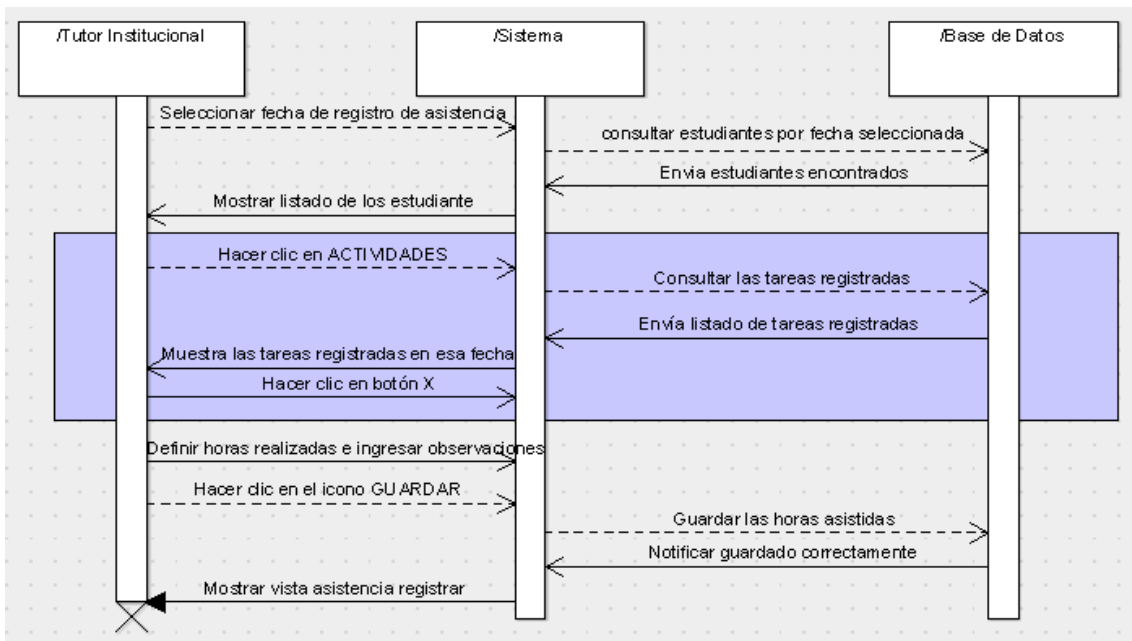 /Tutor Institucional
/Sistema
/Base de Datos
Seleccionar fecha de registro de asistencia
consultar estudiantes por fecha seleccionada
Envia estudiantes encontrados
Mostrar listado de los estudiante
Hacer clic en ACTIVIDADES
Consultar las tareas registradas
Envía listado de tareas registradas
Muestra las tareas registradas en esa fecha
Hacer clic en botón X
Definir horas realizadas e ingresar observaciones
Hacer clic en el icono GUARDAR
Guardar las horas asistidas
Notificar guardado correctamente
Mostrar vista asistencia registrar